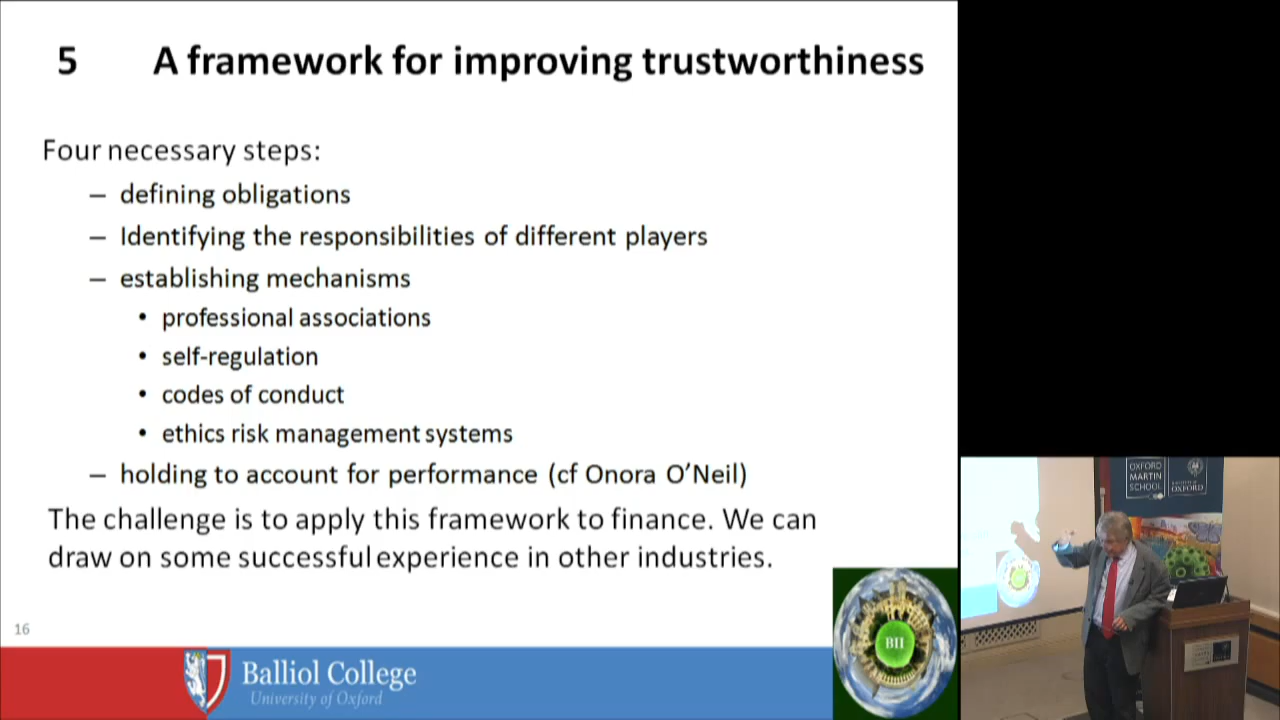 5 A framework for improving trustworthiness
Four necessary steps:
– defining obligations
– Identifying the responsibilities of different players
– establishing mechanisms
• professional associations
• self-regulation
• codes of conduct
• ethics risk management systems
– holding to account for performance (cf Onora O’Neil)
The challenge is to apply this framework to finance. We can
draw on some successful experience in other industries.
16
Balliol College
University of Oxford
BII
OXFORD
MARTIN
SCHOOL
UNIVERSITY OF
OXFORD